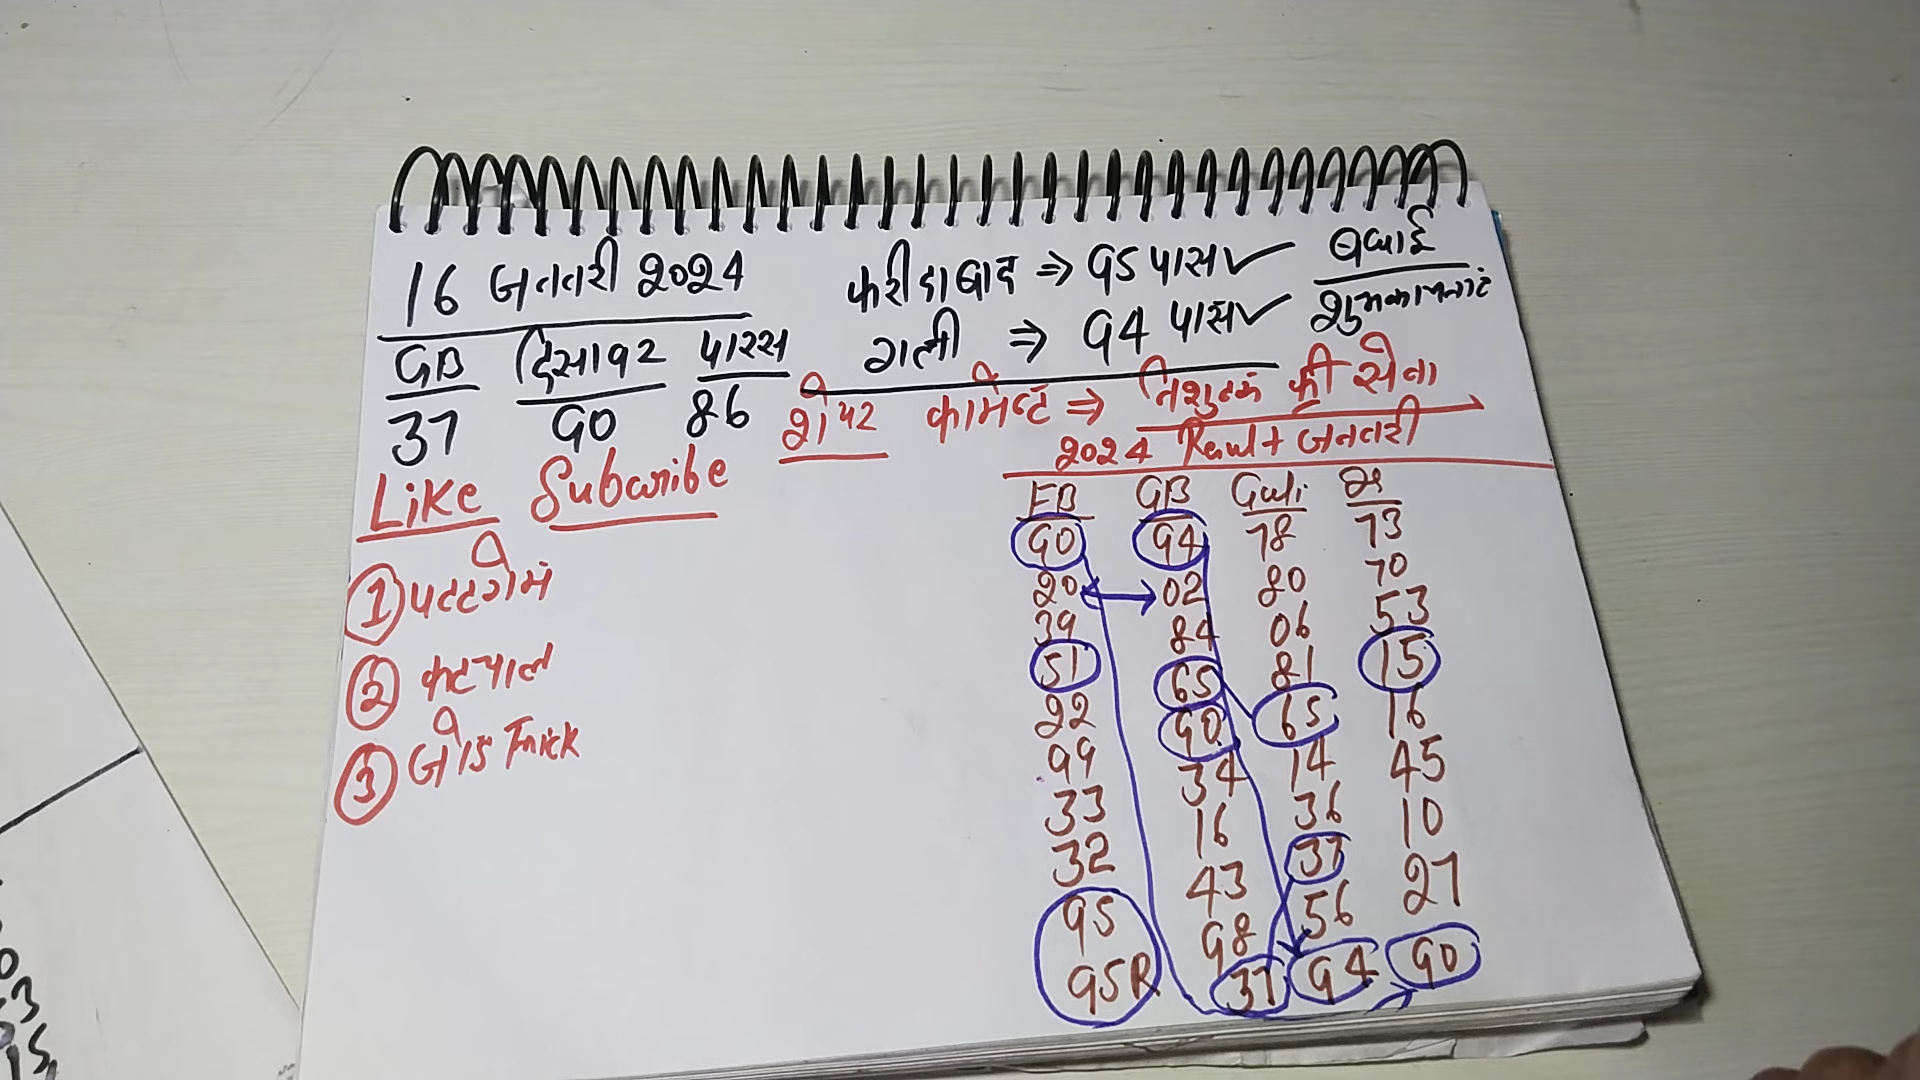 16 जनवरी 2024
फरीदाबाद ⇒ 95 पास✓ बधाई
गली ⇒ 94 पास✓ शुभकामनाएं
GB दिसावर पारस
37 90 86
शेयर कामेन्ट ⇒ निशुल्क फ्री सेवा
2024 Result जनवरी
Like Subscribe
① 
② 
③ जोड़ Trick
FB GB Gali DS
90 94 78 73
20 02 80 70
39 84 06 53
51 65 81 15
22 90 65 16
99 34 14 45
33 16 36 10
32 43 37 27
95 98 56
95R 37 94 90